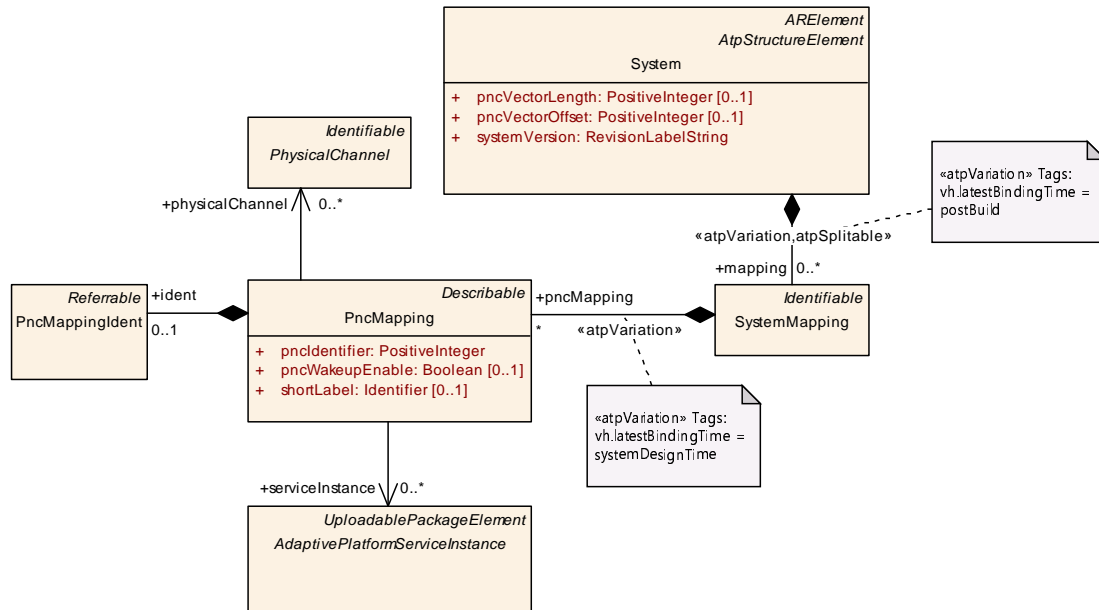 ARElement
AtpStructureElement
System
+ pncVectorLength: PositiveInteger [0..1]
+ pncVectorOffset: PositiveInteger [0..1]
+ systemVersion: RevisionLabelString
Identifiable
PhysicalChannel
«atpVariation» Tags:
vh.latestBindingTime =
postBuild
+physicalChannel 0..*
«atpVariation,atpSplitable»
+mapping 0..*
Referrable
PncMappingIdent
+ident
0..1
Describable
PncMapping
+ pncIdentifier: PositiveInteger
+ pncWakeupEnable: Boolean [0..1]
+ shortLabel: Identifier [0..1]
+pncMapping
*
«atpVariation»
Identifiable
SystemMapping
«atpVariation» Tags:
vh.latestBindingTime =
systemDesignTime
+serviceInstance 0..*
UploadablePackageElement
AdaptivePlatformServiceInstance